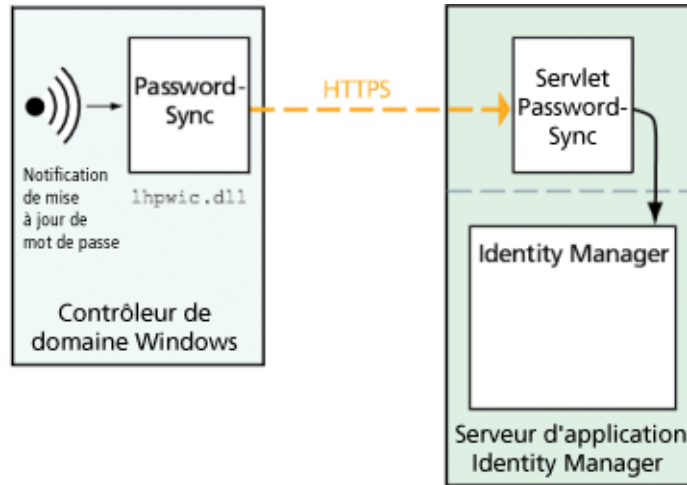 Password-
Sync
lhpwic.dll
Notification
de mise
à jour de
mot de passe
Contrôleur de
domaine Windows
HTTPS
Servlet
Password-
Sync
Identity Manager
Serveur d'application
Identity Manager